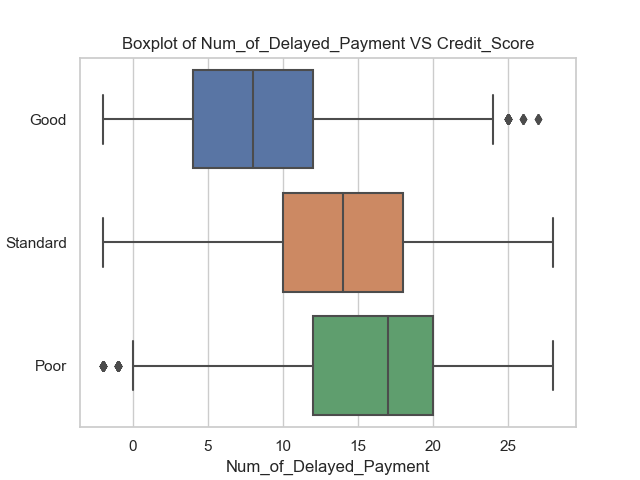 Boxplot of Num_of_Delayed_Payment VS Credit_Score
Good
Standard
Poor
0 5 10 15 20 25
Num_of_Delayed_Payment